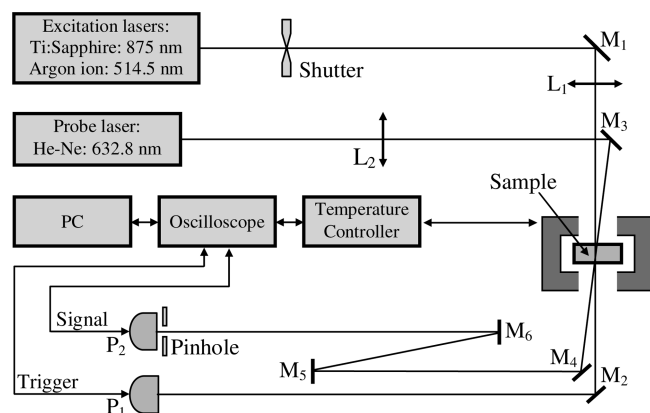 Excitation lasers:
Ti:Sapphire: 875 nm
Argon ion: 514.5 nm
Shutter
M₁
L₁
Probe laser:
He-Ne: 632.8 nm
L₂
M₃
Sample
PC
Oscilloscope
Temperature
Controller
Signal
P₂
Pinhole
M₆
M₅
M₄
M₂
Trigger
P₁